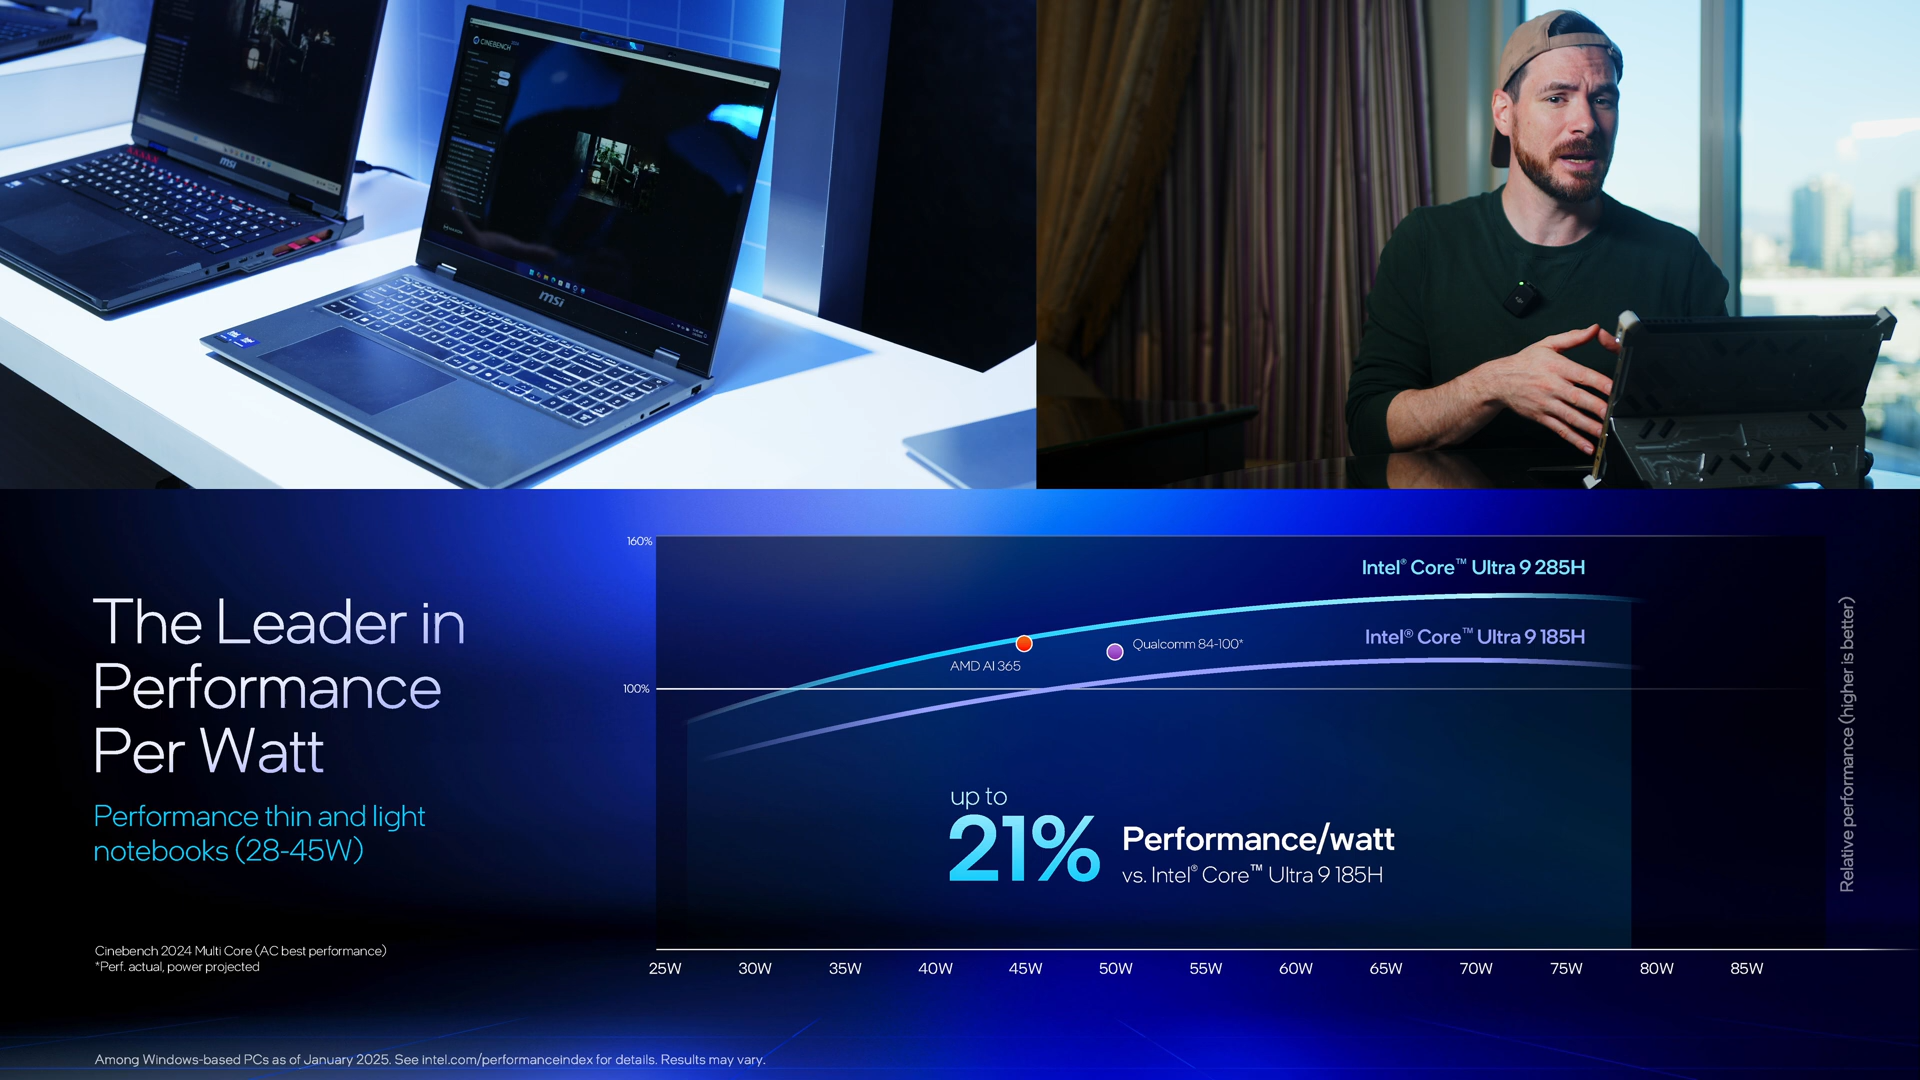 CINEBENCH
msi
msi
The Leader in
Performance
Per Watt
Performance thin and light
notebooks (28-45W)
Cinebench 2024 Multi Core (AC best performance)
*Perf. actual, power projected
Among Windows-based PCs as of January 2025. See intel.com/performanceindex for details. Results may vary.
160%
100%
Intel® Core™ Ultra 9 285H
Intel® Core™ Ultra 9 185H
AMD AI 365
Qualcomm 84-100*
up to
21%
Performance/watt
vs. Intel® Core™ Ultra 9 185H
25W 30W 35W 40W 45W 50W 55W 60W 65W 70W 75W 80W 85W
Relative performance (higher is better)